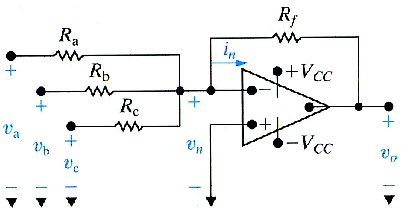 R_a
R_f
i_n
R_b
+V_CC
R_c
+ + + + - +
v_a v_b v_c v_n + -V_CC v_o
- - - - -